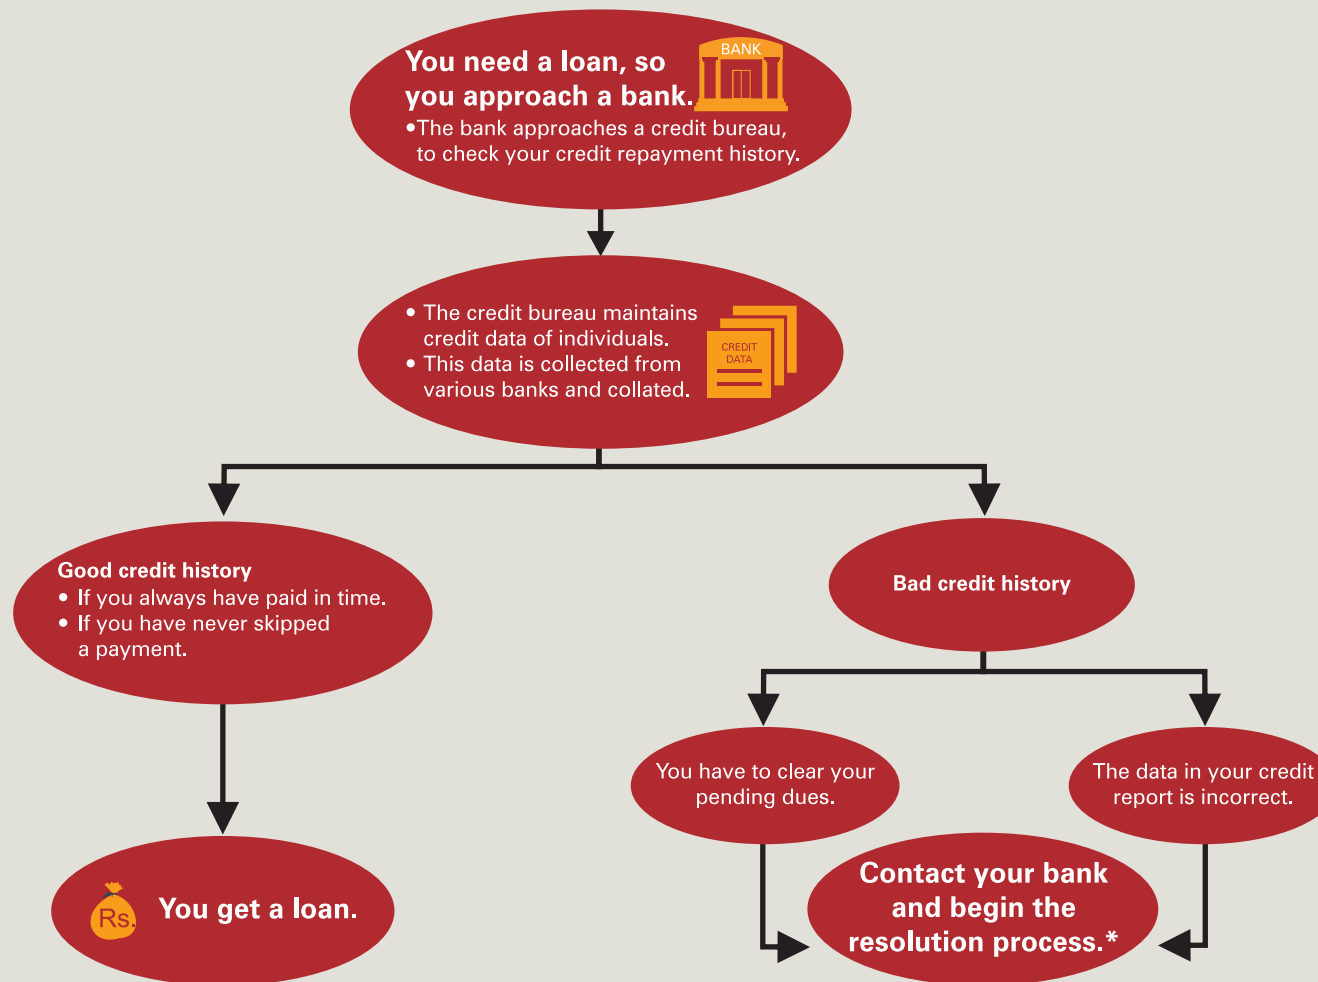 BANK
You need a loan, so
you approach a bank.
•The bank approaches a credit bureau,
to check your credit repayment history.
• The credit bureau maintains
credit data of individuals.
• This data is collected from
various banks and collated.
CREDIT
DATA
Good credit history
• If you always have paid in time.
• If you have never skipped
a payment.
Bad credit history
You have to clear your
pending dues.
The data in your credit
report is incorrect.
Rs.
You get a loan.
Contact your bank
and begin the
resolution process.*